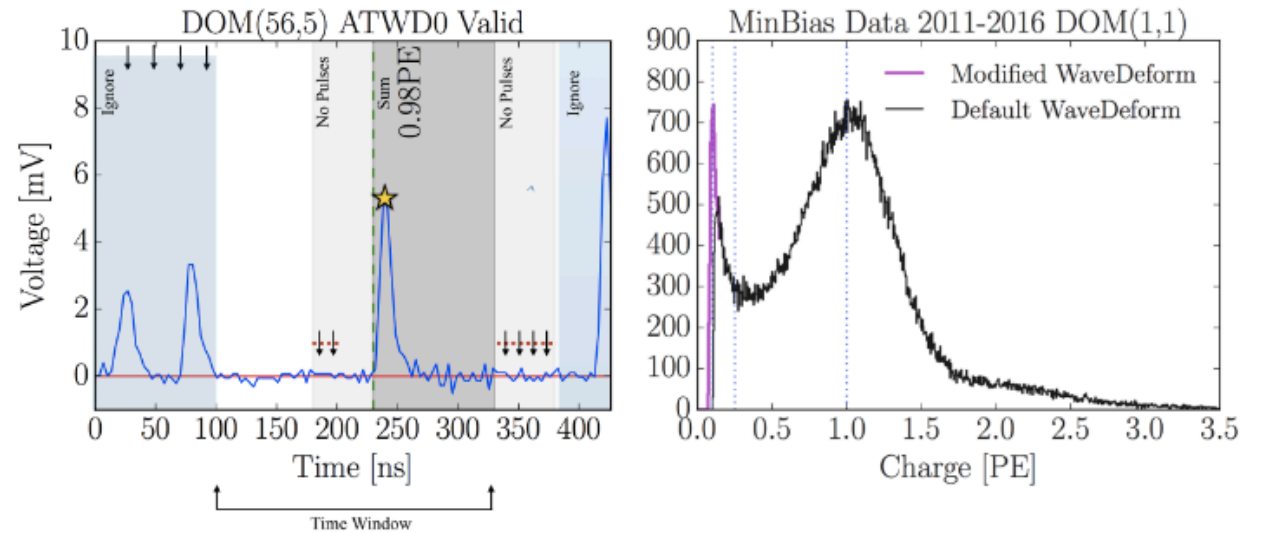 DOM(56,5) ATWD0 Valid
10
8
6
4
2
0
Voltage [mV]
Ignore
No Pulses
Sum
0.98PE
No Pulses
Ignore
0 50 100 150 200 250 300 350 400
Time [ns]
Time Window
MinBias Data 2011-2016 DOM(1,1)
900
800
700
600
500
400
300
200
100
0
Modified WaveDeform
Default WaveDeform
0.0 0.5 1.0 1.5 2.0 2.5 3.0 3.5
Charge [PE]